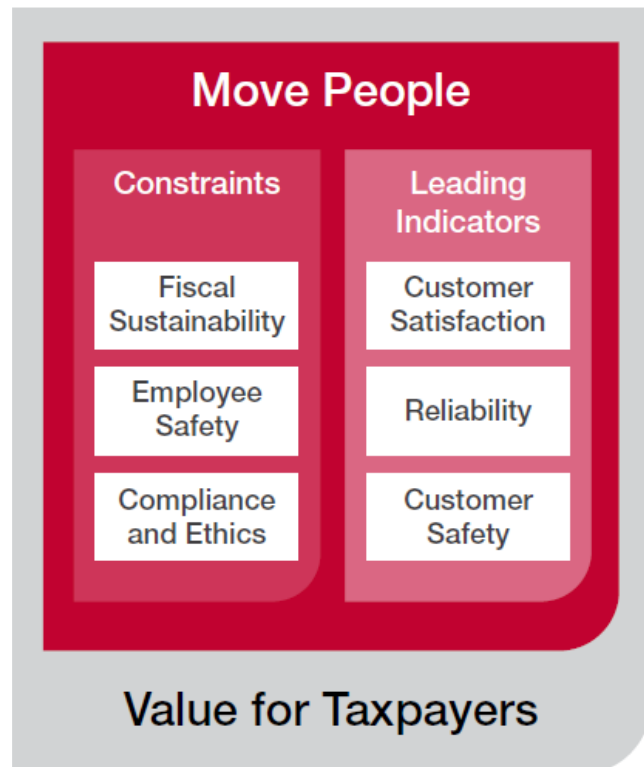 Move People
Constraints
Fiscal
Sustainability
Employee
Safety
Compliance
and Ethics
Leading
Indicators
Customer
Satisfaction
Reliability
Customer
Safety
Value for Taxpayers